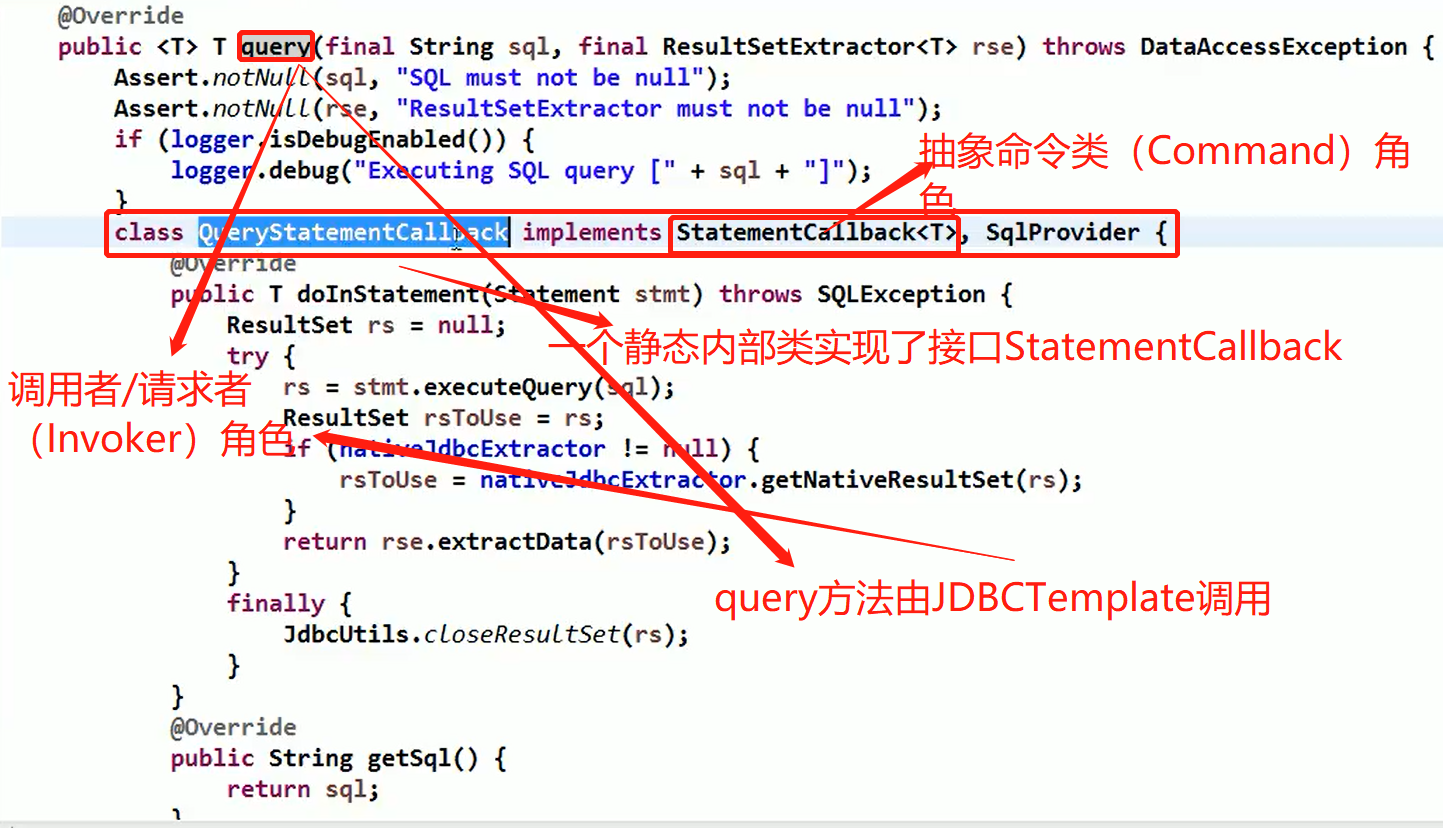 @Override
public <T> T query(final String sql, final ResultSetExtractor<T> rse) throws DataAccessException {
Assert.notNull(sql, "SQL must not be null");
Assert.notNull(rse, "ResultSetExtractor must not be null");
if (logger.isDebugEnabled()) {
logger.debug("Executing SQL query [" + sql + "]");
}
抽象命令类（Command）角
色
class QueryStatementCallback implements StatementCallback<T>, SqlProvider {
@Override
public T doInStatement(Statement stmt) throws SQLException {
ResultSet rs = null;
一个静态内部类实现了接口StatementCallback
try {
rs = stmt.executeQuery(sql);
调用者/请求者
（Invoker）角色
ResultSet rsToUse = rs;
if (nativeJdbcExtractor != null) {
rsToUse = nativeJdbcExtractor.getNativeResultSet(rs);
}
return rse.extractData(rsToUse);
}
query方法由JDBCTemplate调用
finally {
JdbcUtils.closeResultSet(rs);
}
}
@Override
public String getSql() {
return sql;
}